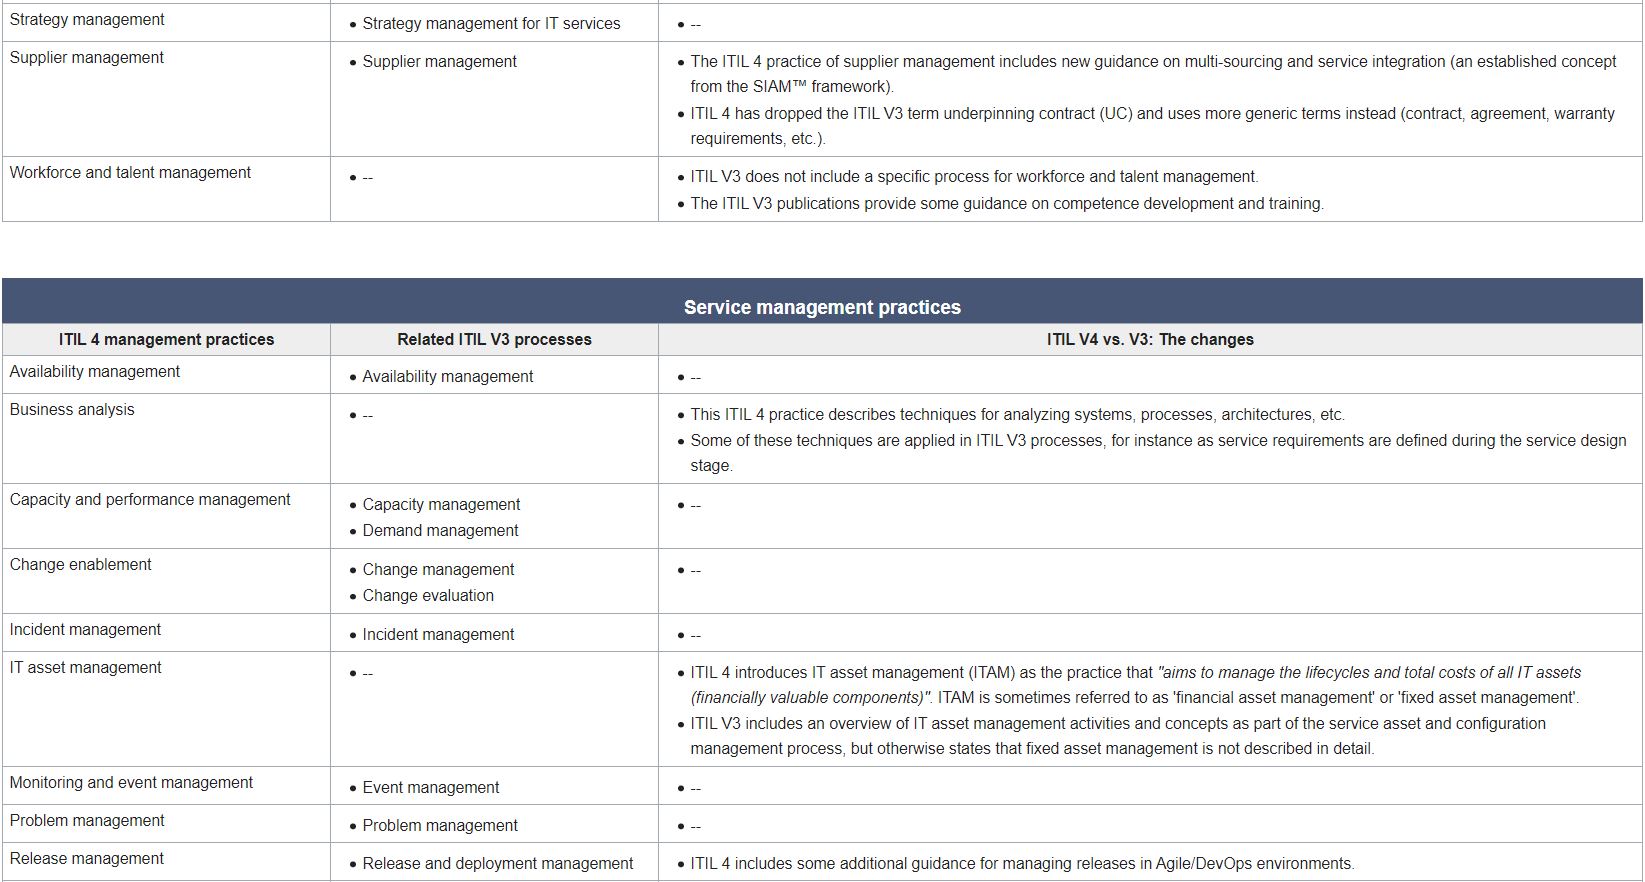 Strategy management
• Strategy management for IT services
• --
Supplier management
• Supplier management
• The ITIL 4 practice of supplier management includes new guidance on multi-sourcing and service integration (an established concept
from the SIAM™ framework).
• ITIL 4 has dropped the ITIL V3 term underpinning contract (UC) and uses more generic terms instead (contract, agreement, warranty
requirements, etc.).
Workforce and talent management
• --
• ITIL V3 does not include a specific process for workforce and talent management.
• The ITIL V3 publications provide some guidance on competence development and training.
Service management practices
ITIL 4 management practices
Related ITIL V3 processes
ITIL V4 vs. V3: The changes
Availability management
• Availability management
• --
Business analysis
• --
• This ITIL 4 practice describes techniques for analyzing systems, processes, architectures, etc.
• Some of these techniques are applied in ITIL V3 processes, for instance as service requirements are defined during the service design
stage.
Capacity and performance management
• Capacity management
• Demand management
• --
Change enablement
• Change management
• Change evaluation
• --
Incident management
• Incident management
• --
IT asset management
• --
• ITIL 4 introduces IT asset management (ITAM) as the practice that "aims to manage the lifecycles and total costs of all IT assets
(financially valuable components)". ITAM is sometimes referred to as 'financial asset management' or 'fixed asset management'.
• ITIL V3 includes an overview of IT asset management activities and concepts as part of the service asset and configuration
management process, but otherwise states that fixed asset management is not described in detail.
Monitoring and event management
• Event management
• --
Problem management
• Problem management
• --
Release management
• Release and deployment management
• ITIL 4 includes some additional guidance for managing releases in Agile/DevOps environments.